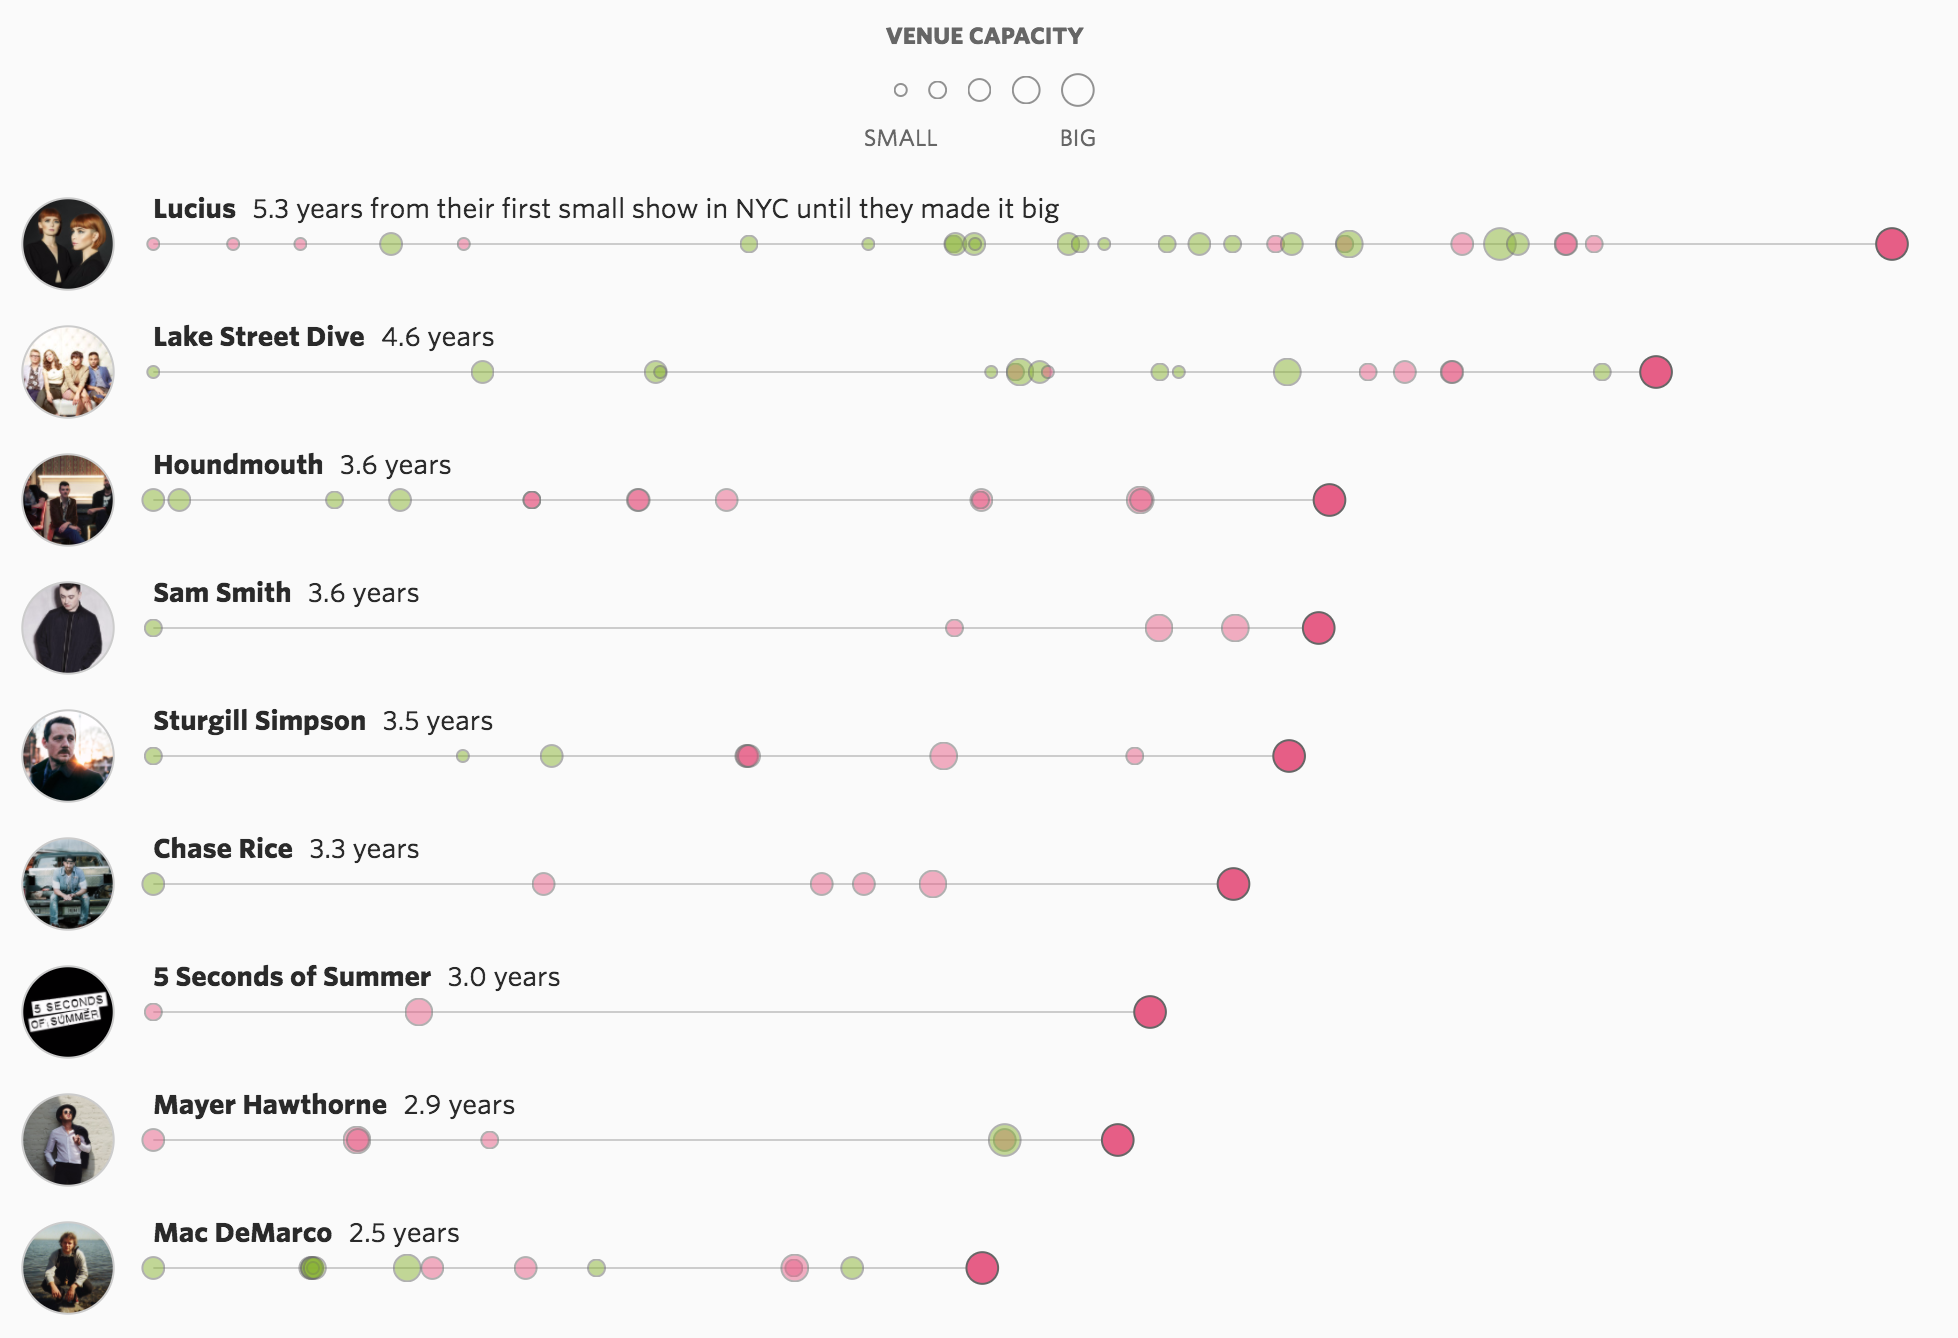 VENUE CAPACITY
SMALL BIG
Lucius 5.3 years from their first small show in NYC until they made it big
Lake Street Dive 4.6 years
Houndmouth 3.6 years
Sam Smith 3.6 years
Sturgill Simpson 3.5 years
Chase Rice 3.3 years
5 Seconds of Summer 3.0 years
5 SECONDS
OF SUMMER
Mayer Hawthorne 2.9 years
Mac DeMarco 2.5 years